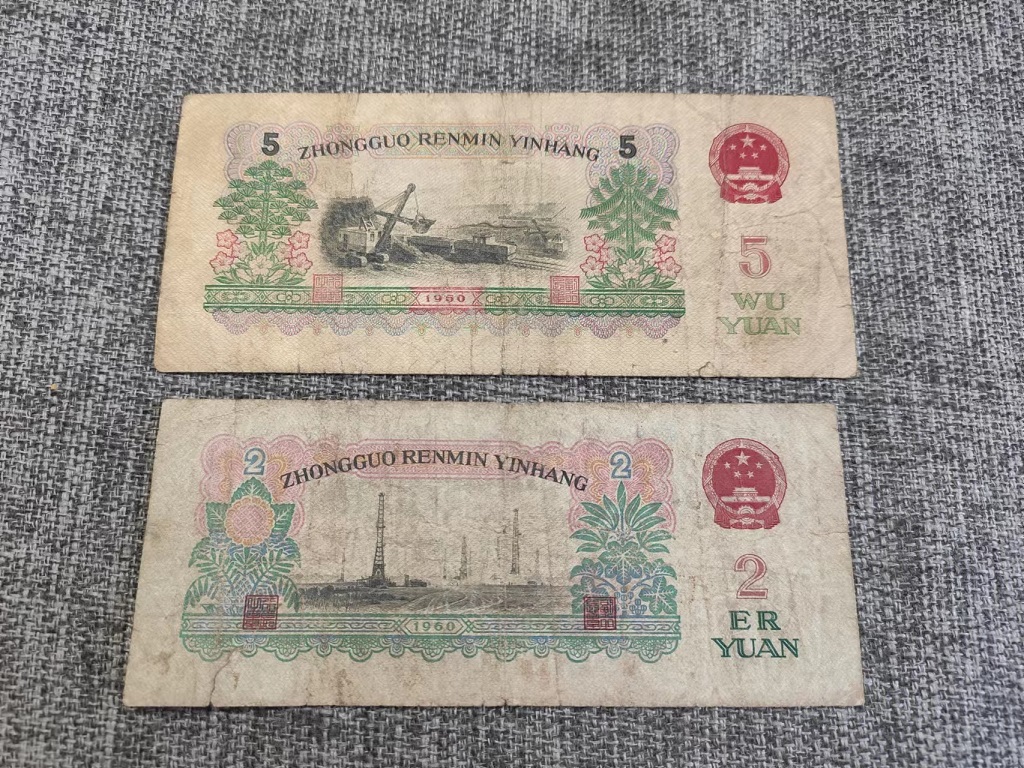 5 ZHONGGUO RENMIN YINHANG 5
5
1960
WU
YUAN
2 ZHONGGUO RENMIN YINHANG 2
2
1960
ER
YUAN